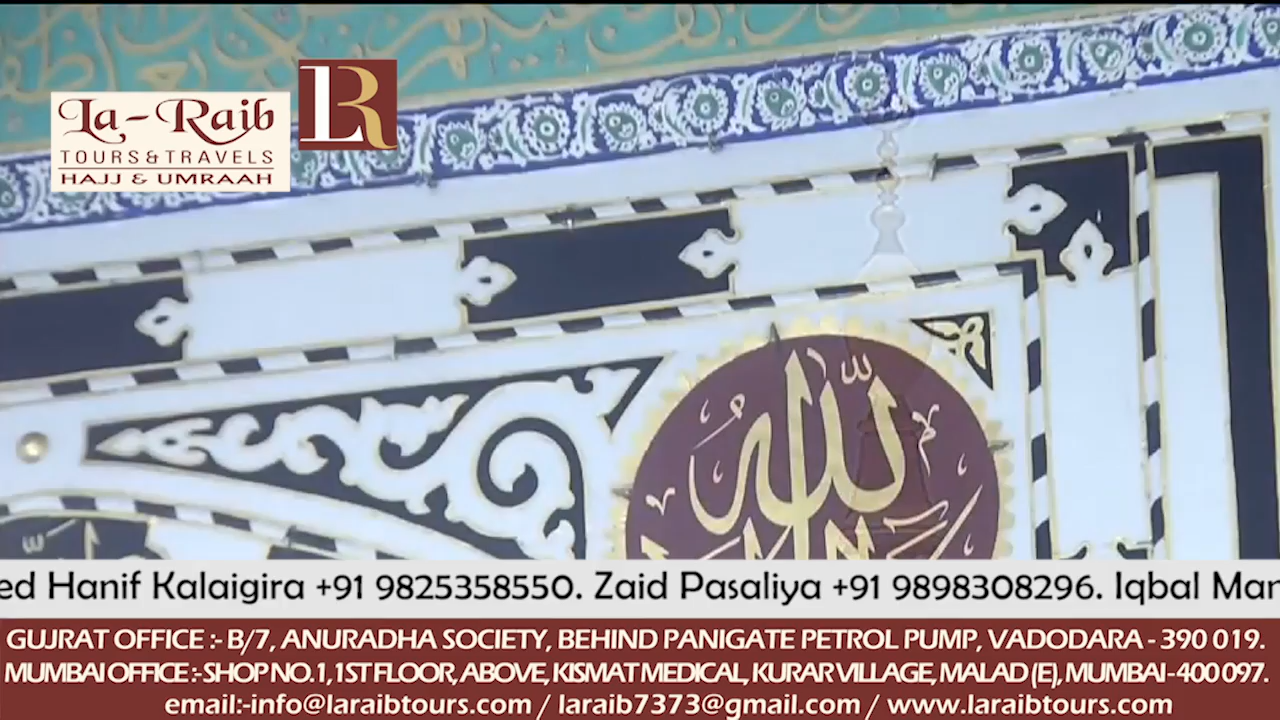 La-Raib
TOURS & TRAVELS
HAJJ & UMRAAH
LR
الله
ed Hanif Kalaigira +91 9825358550. Zaid Pasaliya +91 9898308296. Iqbal Man
GUJRAT OFFICE :- B/7, ANURADHA SOCIETY, BEHIND PANIGATE PETROL PUMP, VADODARA - 390 019.
MUMBAI OFFICE :- SHOP NO. 1, 1ST FLOOR, ABOVE, KISMAT MEDICAL, KURAR VILLAGE, MALAD (E), MUMBAI - 400 097.
email:-info@laraibtours.com / laraib7373@gmail.com / www.laraibtours.com